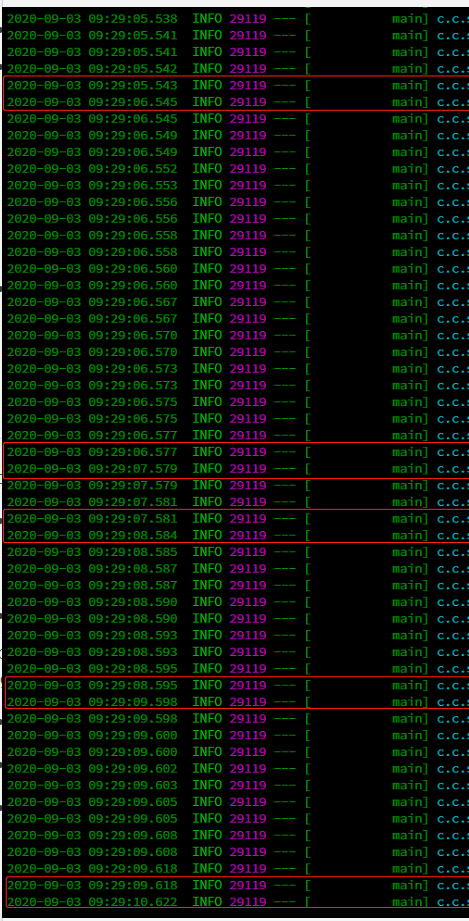 2020-09-03 09:29:05.538 INFO 29119 --- [ main] c.c.s
2020-09-03 09:29:05.541 INFO 29119 --- [ main] c.c.s
2020-09-03 09:29:05.541 INFO 29119 --- [ main] c.c.s
2020-09-03 09:29:05.542 INFO 29119 --- [ main] c.c.s
2020-09-03 09:29:05.543 INFO 29119 --- [ main] c.c.s
2020-09-03 09:29:06.545 INFO 29119 --- [ main] c.c.s
2020-09-03 09:29:06.545 INFO 29119 --- [ main] c.c.s
2020-09-03 09:29:06.549 INFO 29119 --- [ main] c.c.s
2020-09-03 09:29:06.549 INFO 29119 --- [ main] c.c.s
2020-09-03 09:29:06.552 INFO 29119 --- [ main] c.c.s
2020-09-03 09:29:06.553 INFO 29119 --- [ main] c.c.s
2020-09-03 09:29:06.556 INFO 29119 --- [ main] c.c.s
2020-09-03 09:29:06.556 INFO 29119 --- [ main] c.c.s
2020-09-03 09:29:06.558 INFO 29119 --- [ main] c.c.s
2020-09-03 09:29:06.558 INFO 29119 --- [ main] c.c.s
2020-09-03 09:29:06.560 INFO 29119 --- [ main] c.c.s
2020-09-03 09:29:06.560 INFO 29119 --- [ main] c.c.s
2020-09-03 09:29:06.567 INFO 29119 --- [ main] c.c.s
2020-09-03 09:29:06.567 INFO 29119 --- [ main] c.c.s
2020-09-03 09:29:06.570 INFO 29119 --- [ main] c.c.s
2020-09-03 09:29:06.570 INFO 29119 --- [ main] c.c.s
2020-09-03 09:29:06.573 INFO 29119 --- [ main] c.c.s
2020-09-03 09:29:06.573 INFO 29119 --- [ main] c.c.s
2020-09-03 09:29:06.575 INFO 29119 --- [ main] c.c.s
2020-09-03 09:29:06.575 INFO 29119 --- [ main] c.c.s
2020-09-03 09:29:06.577 INFO 29119 --- [ main] c.c.s
2020-09-03 09:29:06.577 INFO 29119 --- [ main] c.c.s
2020-09-03 09:29:07.579 INFO 29119 --- [ main] c.c.s
2020-09-03 09:29:07.579 INFO 29119 --- [ main] c.c.s
2020-09-03 09:29:07.581 INFO 29119 --- [ main] c.c.s
2020-09-03 09:29:07.581 INFO 29119 --- [ main] c.c.s
2020-09-03 09:29:08.584 INFO 29119 --- [ main] c.c.s
2020-09-03 09:29:08.585 INFO 29119 --- [ main] c.c.s
2020-09-03 09:29:08.587 INFO 29119 --- [ main] c.c.s
2020-09-03 09:29:08.587 INFO 29119 --- [ main] c.c.s
2020-09-03 09:29:08.590 INFO 29119 --- [ main] c.c.s
2020-09-03 09:29:08.590 INFO 29119 --- [ main] c.c.s
2020-09-03 09:29:08.593 INFO 29119 --- [ main] c.c.s
2020-09-03 09:29:08.593 INFO 29119 --- [ main] c.c.s
2020-09-03 09:29:08.595 INFO 29119 --- [ main] c.c.s
2020-09-03 09:29:08.595 INFO 29119 --- [ main] c.c.s
2020-09-03 09:29:09.598 INFO 29119 --- [ main] c.c.s
2020-09-03 09:29:09.598 INFO 29119 --- [ main] c.c.s
2020-09-03 09:29:09.600 INFO 29119 --- [ main] c.c.s
2020-09-03 09:29:09.600 INFO 29119 --- [ main] c.c.s
2020-09-03 09:29:09.602 INFO 29119 --- [ main] c.c.s
2020-09-03 09:29:09.603 INFO 29119 --- [ main] c.c.s
2020-09-03 09:29:09.605 INFO 29119 --- [ main] c.c.s
2020-09-03 09:29:09.605 INFO 29119 --- [ main] c.c.s
2020-09-03 09:29:09.608 INFO 29119 --- [ main] c.c.s
2020-09-03 09:29:09.608 INFO 29119 --- [ main] c.c.s
2020-09-03 09:29:09.618 INFO 29119 --- [ main] c.c.s
2020-09-03 09:29:09.618 INFO 29119 --- [ main] c.c.s
2020-09-03 09:29:10.622 INFO 29119 --- [ main] c.c.s